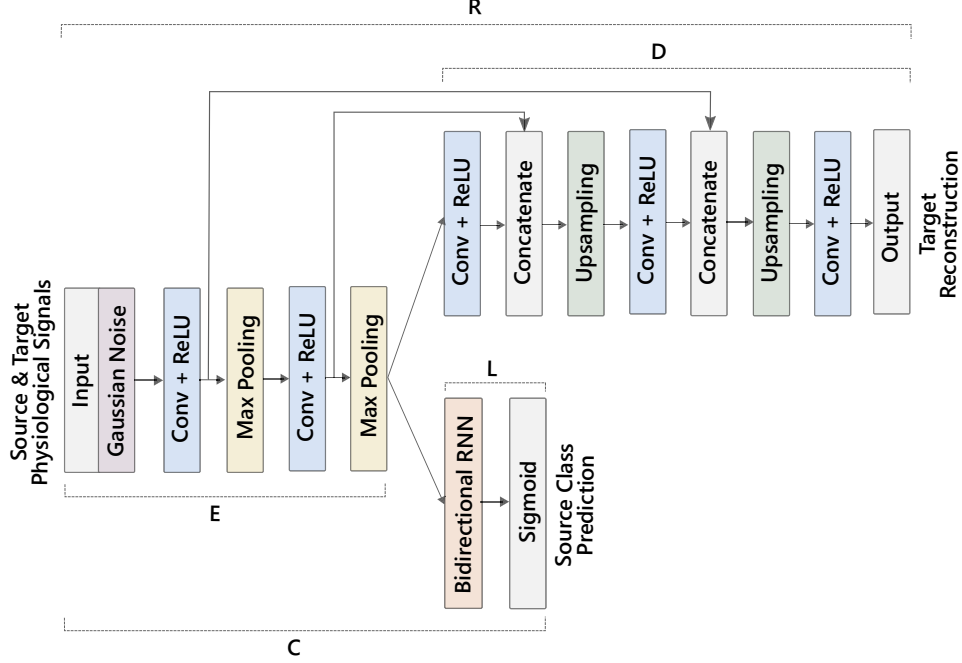 R
D
Conv + ReLU
Concatenate
Upsampling
Conv + ReLU
Concatenate
Upsampling
Conv + ReLU
Output
Target
Reconstruction
Source & Target
Physiological Signals
Input
Gaussian Noise
Conv + ReLU
Max Pooling
Conv + ReLU
Max Pooling
E
L
Bidirectional RNN
Sigmoid
Source Class
Prediction
C